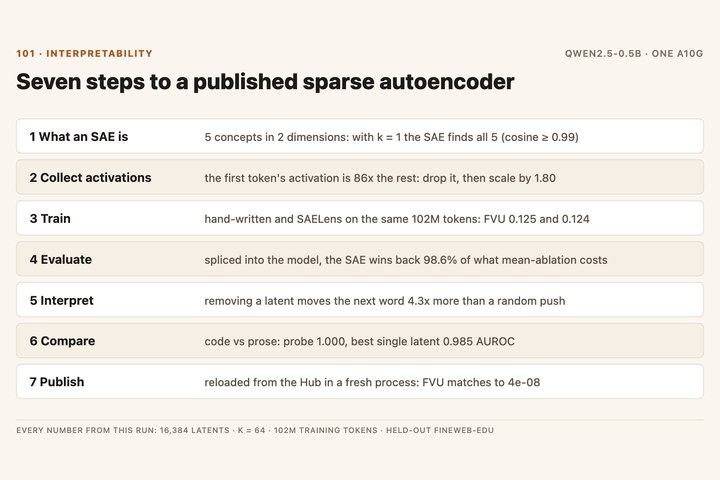 101 · INTERPRETABILITY
QWEN2.5-0.5B · ONE A10G
Seven steps to a published sparse autoencoder
1 What an SAE is
5 concepts in 2 dimensions: with k = 1 the SAE finds all 5 (cosine ≥ 0.99)
2 Collect activations
the first token's activation is 86x the rest: drop it, then scale by 1.80
3 Train
hand-written and SAELens on the same 102M tokens: FVU 0.125 and 0.124
4 Evaluate
spliced into the model, the SAE wins back 98.6% of what mean-ablation costs
5 Interpret
removing a latent moves the next word 4.3x more than a random push
6 Compare
code vs prose: probe 1.000, best single latent 0.985 AUROC
7 Publish
reloaded from the Hub in a fresh process: FVU matches to 4e-08
EVERY NUMBER FROM THIS RUN: 16,384 LATENTS · K = 64 · 102M TRAINING TOKENS · HELD-OUT FINEWEB-EDU